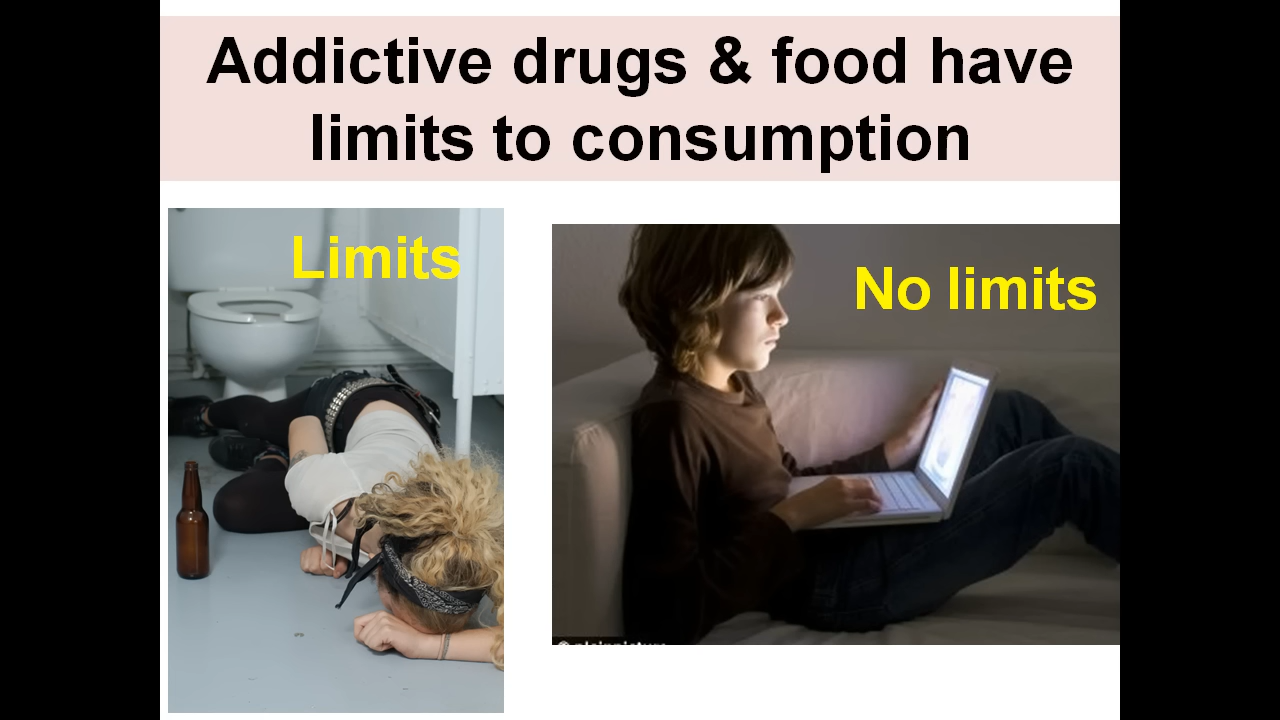 Addictive drugs & food have
limits to consumption
Limits
No limits